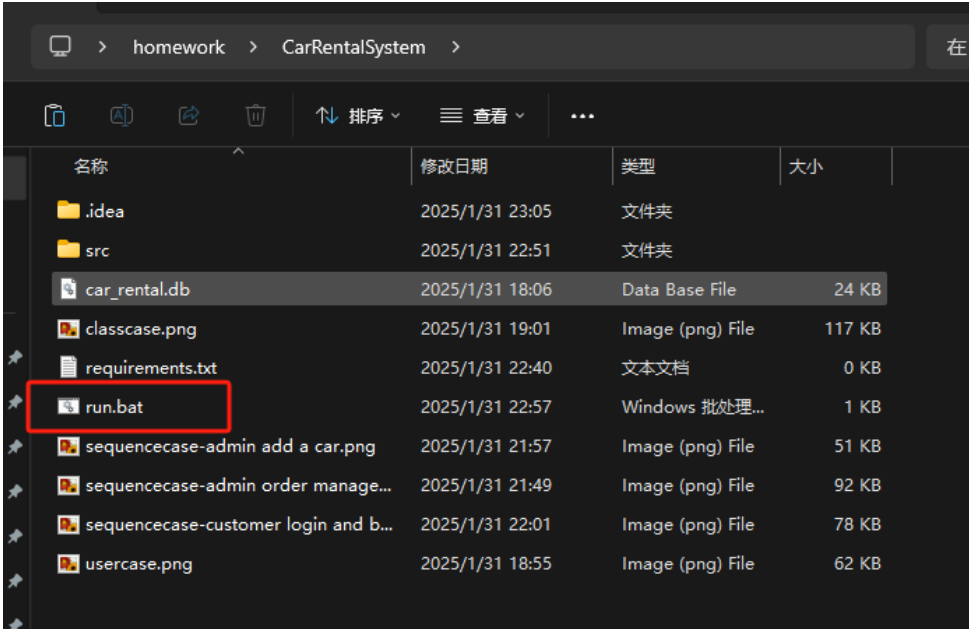 homework > CarRentalSystem > 在
排序 查看 ...
名称 修改日期 类型 大小
.idea 2025/1/31 23:05 文件夹
src 2025/1/31 22:51 文件夹
car_rental.db 2025/1/31 18:06 Data Base File 24 KB
classcase.png 2025/1/31 19:01 Image (png) File 117 KB
requirements.txt 2025/1/31 22:40 文本文档 0 KB
run.bat 2025/1/31 22:57 Windows 批处理... 1 KB
sequencecase-admin add a car.png 2025/1/31 21:57 Image (png) File 51 KB
sequencecase-admin order manage... 2025/1/31 21:49 Image (png) File 92 KB
sequencecase-customer login and b... 2025/1/31 22:01 Image (png) File 78 KB
usercase.png 2025/1/31 18:55 Image (png) File 62 KB